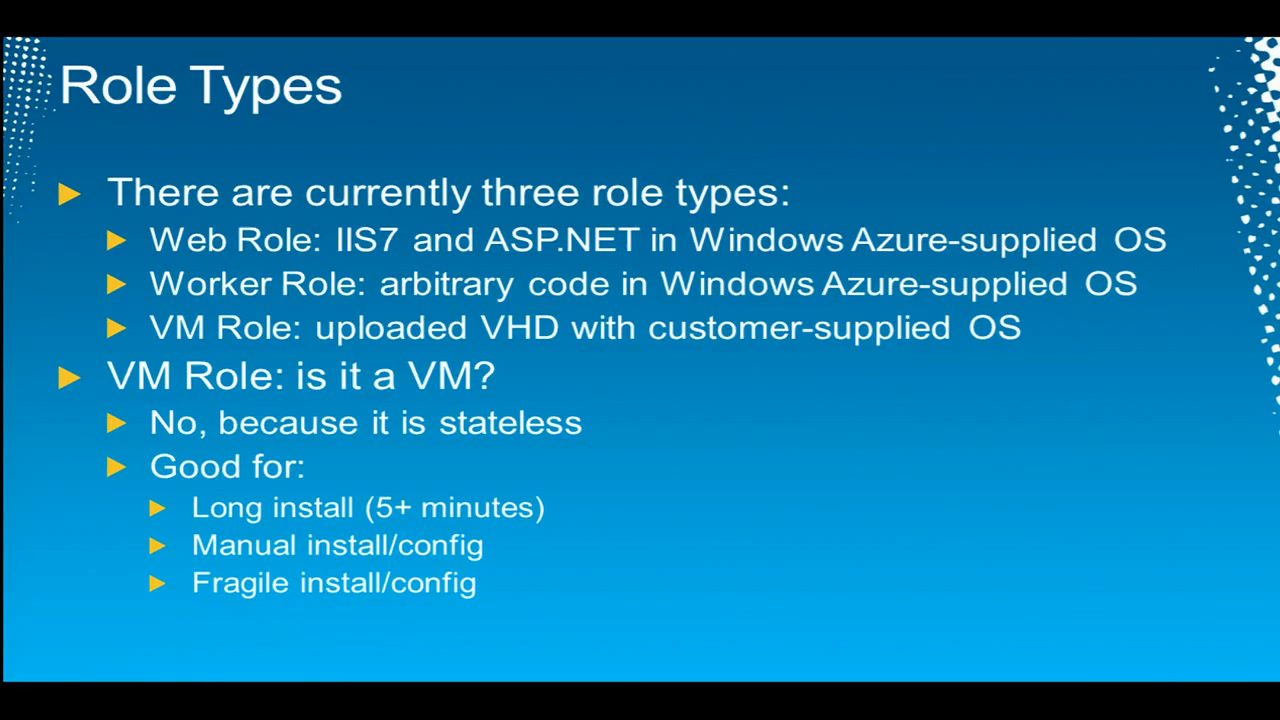 Role Types
There are currently three role types:
Web Role: IIS7 and ASP.NET in Windows Azure-supplied OS
Worker Role: arbitrary code in Windows Azure-supplied OS
VM Role: uploaded VHD with customer-supplied OS
VM Role: is it a VM?
No, because it is stateless
Good for:
Long install (5+ minutes)
Manual install/config
Fragile install/config